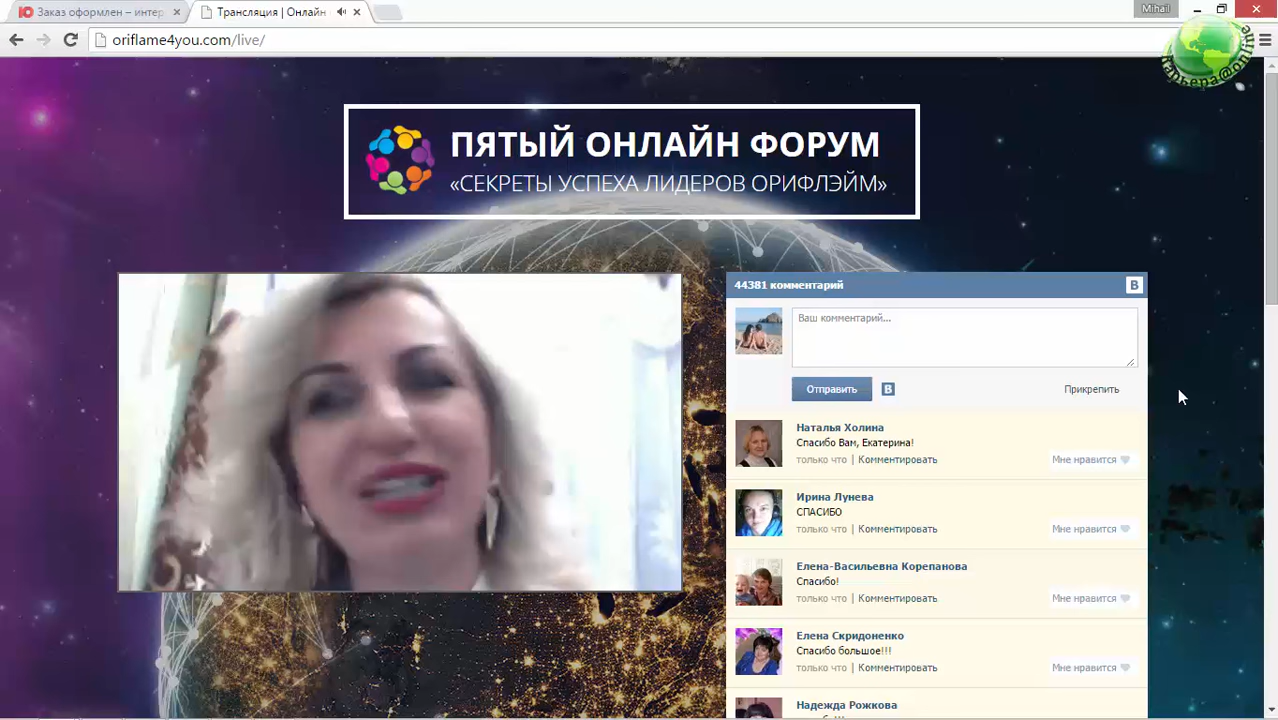 Заказ оформлен – интер
Трансляция | Онлайн
Mihail
oriflame4you.com/live/
карьера@online
ПЯТЫЙ ОНЛАЙН ФОРУМ
«СЕКРЕТЫ УСПЕХА ЛИДЕРОВ ОРИФЛЭЙМ»
44381 комментарий
В
Ваш комментарий...
Отправить
В
Прикрепить
Наталья Холина
Спасибо Вам, Екатерина!
только что | Комментировать
Мне нравится
Ирина Лунева
СПАСИБО
только что | Комментировать
Мне нравится
Елена-Васильевна Корепанова
Спасибо!
только что | Комментировать
Мне нравится
Елена Скридоненко
Спасибо большое!!!
только что | Комментировать
Мне нравится
Надежда Рожкова